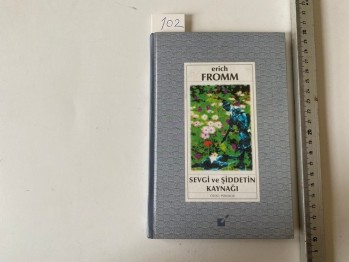 102
erich
FROMM
SEVGİ ve ŞİDDETİN
KAYNAĞI